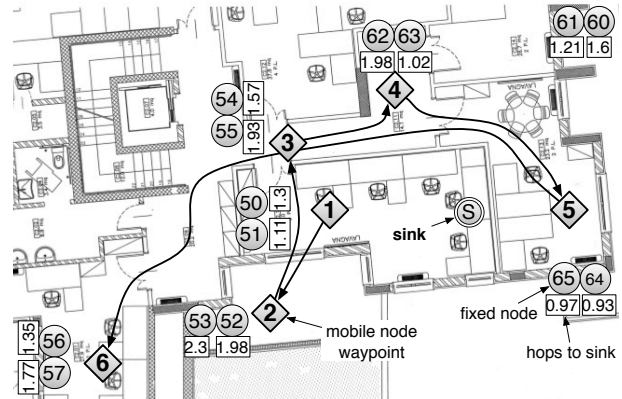 62 63
1.98 1.02
61 60
1.21 1.6
4
54 1.57
55 1.93
LAVAGNA
3
50 1.3
51 1.11
1
S
sink
5
LAVAGNA
2
53 52
2.3 1.98
mobile node
waypoint
65 64
0.97 0.93
fixed node
hops to sink
1.35 56
1.77 57
6